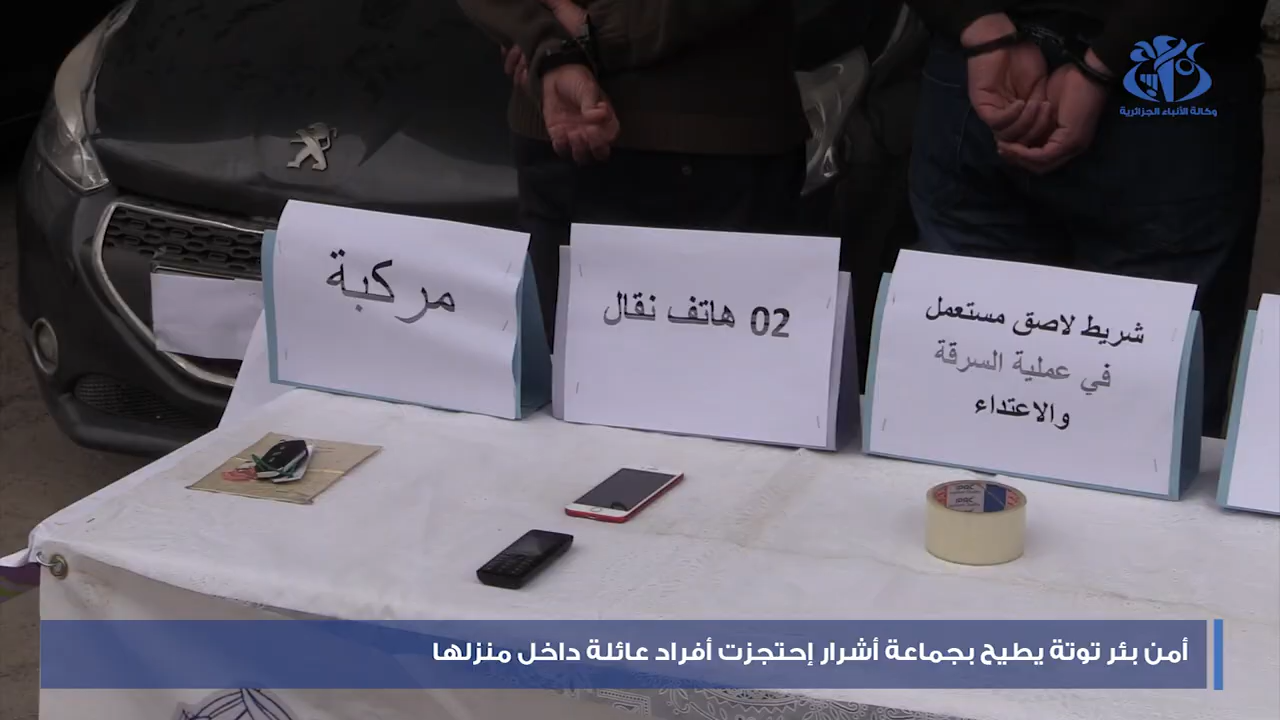 وكالة الأنباء الجزائرية
شريط لاصق مستعمل
في عملية السرقة
والاعتداء
02 هاتف نقال
مركبة
أمن بئر توتة يطيح بجماعة أشرار إحتجزت أفراد عائلة داخل منزلها